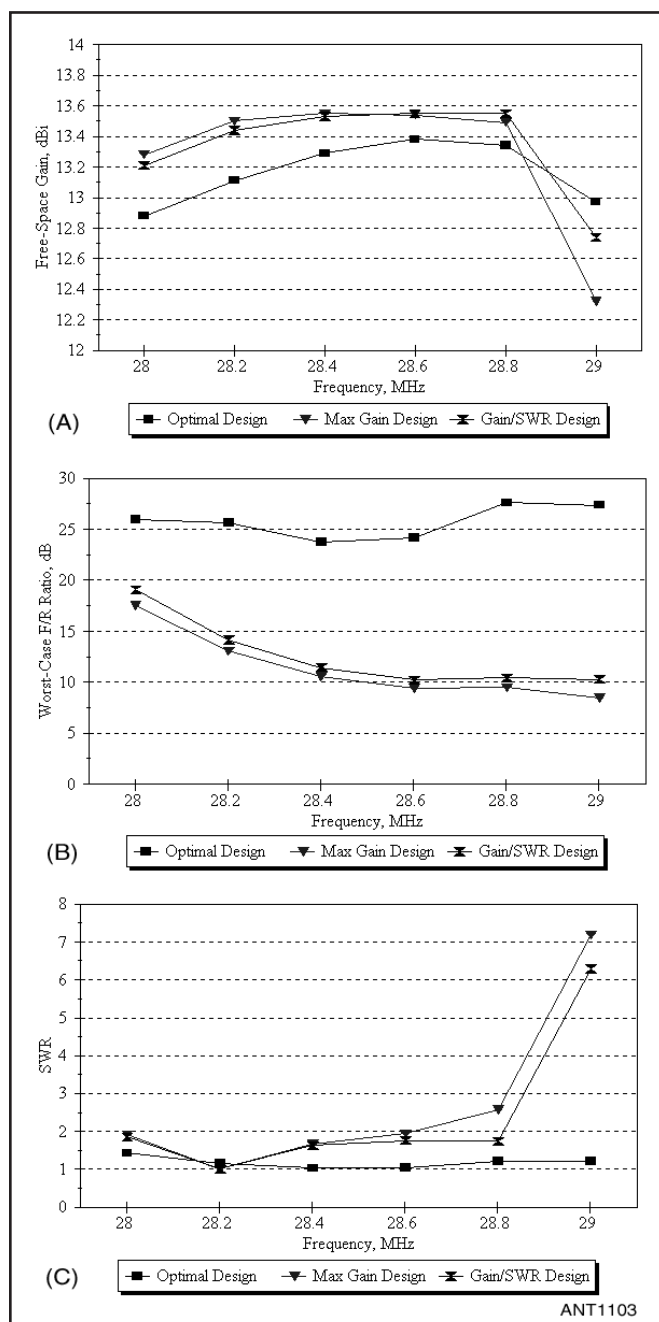 14
13.8
13.6
13.4
13.2
13
12.8
12.6
12.4
12.2
12
Free-Space Gain, dBi
28 28.2 28.4 28.6 28.8 29
Frequency, MHz
(A)
Optimal Design Max Gain Design Gain/SWR Design
30
25
20
15
10
5
0
Worst-Case F/R Ratio, dB
28 28.2 28.4 28.6 28.8 29
Frequency, MHz
(B)
Optimal Design Max Gain Design Gain/SWR Design
8
7
6
5
4
3
2
1
0
SWR
28 28.2 28.4 28.6 28.8 29
Frequency, MHz
(C)
Optimal Design Max Gain Design Gain/SWR Design
ANT1103